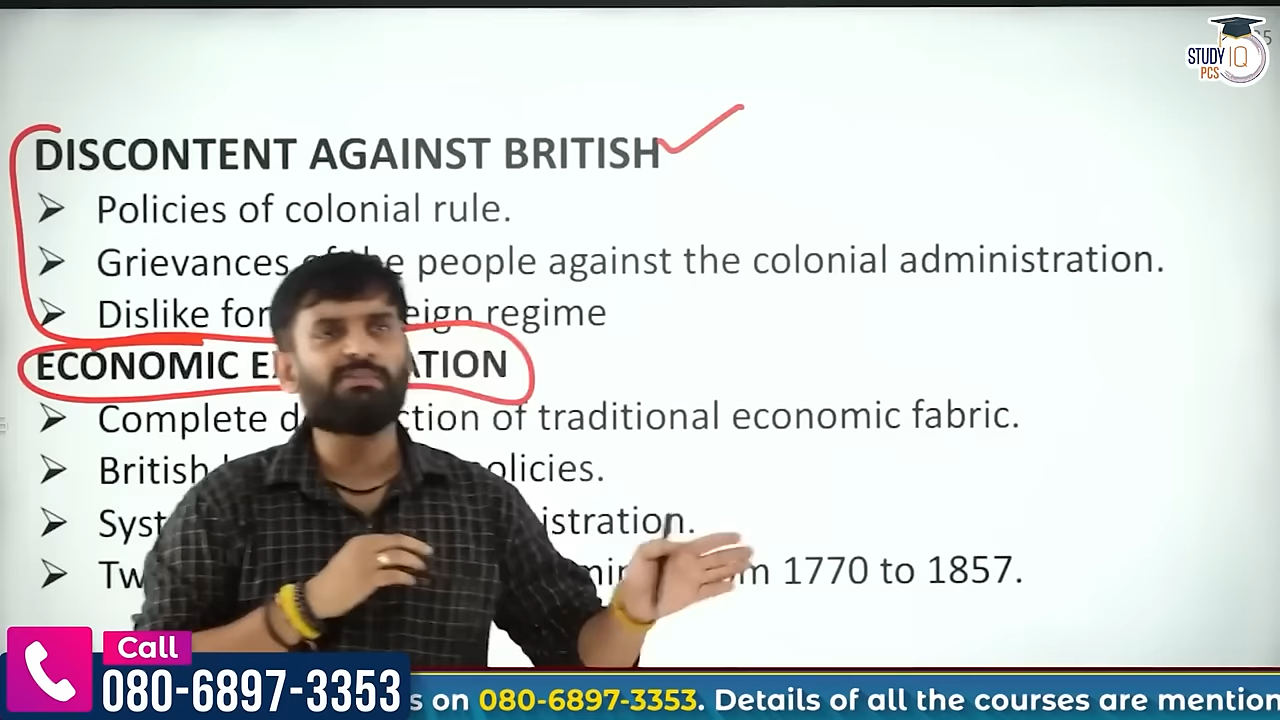 STUDY IQ
PCS
DISCONTENT AGAINST BRITISH
➢ Policies of colonial rule.
➢ Grievances of the people against the colonial administration.
➢ Dislike for eign regime
ECONOMIC E ATION
➢ Complete d ction of traditional economic fabric.
➢ British olicies.
➢ Syst istration.
➢ Tw min m 1770 to 1857.
Call
080-6897-3353
s on 080-6897-3353. Details of all the courses are mention